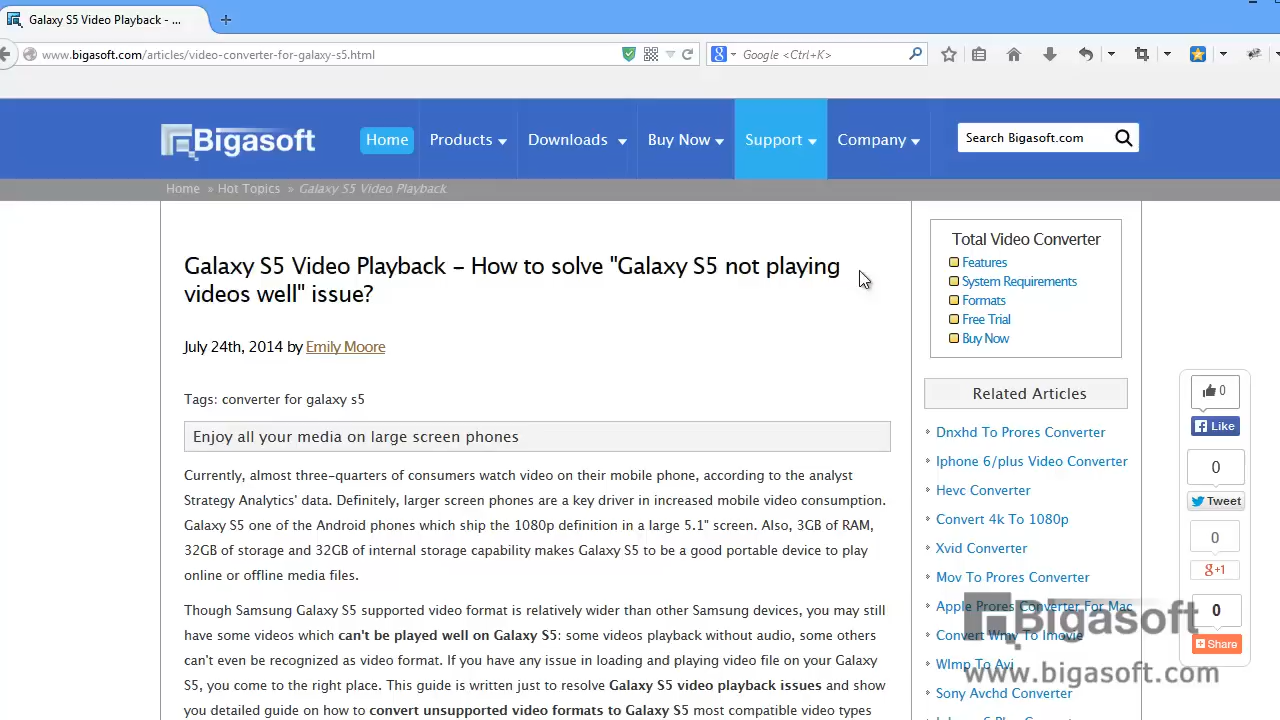 Galaxy S5 Video Playback - ...
www.bigasoft.com/articles/video-converter-for-galaxy-s5.html
Google <Ctrl+K>
Bigasoft
Home
Products
Downloads
Buy Now
Support
Company
Search Bigasoft.com
Home » Hot Topics » Galaxy S5 Video Playback
Galaxy S5 Video Playback – How to solve "Galaxy S5 not playing
videos well" issue?
July 24th, 2014 by Emily Moore
Tags: converter for galaxy s5
Enjoy all your media on large screen phones
Currently, almost three-quarters of consumers watch video on their mobile phone, according to the analyst
Strategy Analytics' data. Definitely, larger screen phones are a key driver in increased mobile video consumption.
Galaxy S5 one of the Android phones which ship the 1080p definition in a large 5.1" screen. Also, 3GB of RAM,
32GB of storage and 32GB of internal storage capability makes Galaxy S5 to be a good portable device to play
online or offline media files.
Though Samsung Galaxy S5 supported video format is relatively wider than other Samsung devices, you may still
have some videos which can't be played well on Galaxy S5: some videos playback without audio, some others
can't even be recognized as video format. If you have any issue in loading and playing video file on your Galaxy
S5, you come to the right place. This guide is written just to resolve Galaxy S5 video playback issues and show
you detailed guide on how to convert unsupported video formats to Galaxy S5 most compatible video types
Total Video Converter
Features
System Requirements
Formats
Free Trial
Buy Now
Related Articles
Dnxhd To Prores Converter
Iphone 6/plus Video Converter
Hevc Converter
Convert 4k To 1080p
Xvid Converter
Mov To Prores Converter
Apple Prores Converter For Mac
Convert Wmv To Imovie
Wlmp To Avi
Sony Avchd Converter
0
Like
0
Tweet
0
g+1
0
Share
Bigasoft
www.bigasoft.com